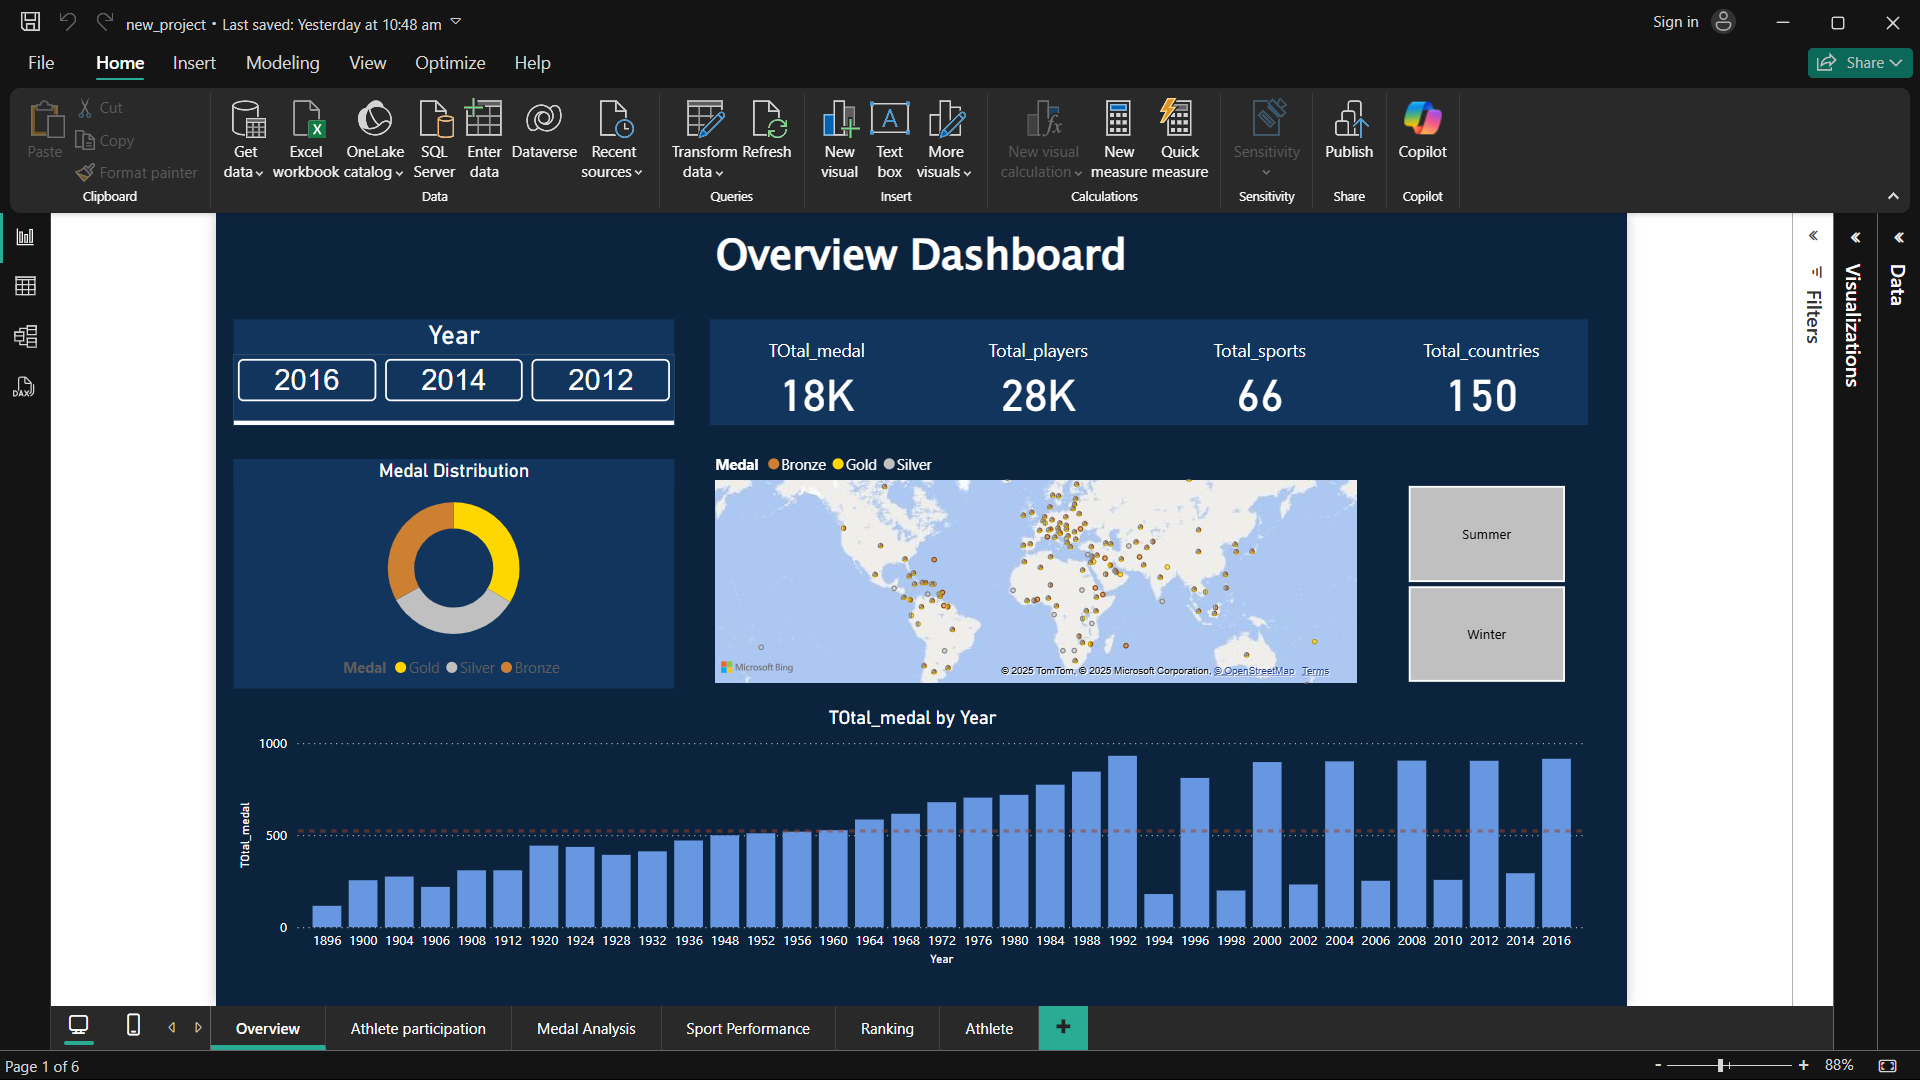 new_project • Last saved: Yesterday at 10:48 am
Sign in
File Home Insert Modeling View Optimize Help
Share
Paste
Cut
Copy
Format painter
Clipboard
Get data
Excel workbook
OneLake catalog
SQL Server
Enter data
Dataverse
Recent sources
Data
Transform data
Refresh
Queries
New visual
Text box
More visuals
Insert
New visual calculation
New measure
Quick measure
Calculations
Sensitivity
Sensitivity
Publish
Share
Copilot
Copilot
DAX
Overview Dashboard
Year
2016 2014 2012
TOtal_medal Total_players Total_sports Total_countries
18K 28K 66 150
Medal Distribution
Medal Gold Silver Bronze
Medal Bronze Gold Silver
Microsoft Bing
© 2025 TomTom, © 2025 Microsoft Corporation, © OpenStreetMap Terms
Summer
Winter
TOtal_medal by Year
TOtal_medal
1000
500
0
1896 1900 1904 1906 1908 1912 1920 1924 1928 1932 1936 1948 1952 1956 1960 1964 1968 1972 1976 1980 1984 1988 1992 1994 1996 1998 2000 2002 2004 2006 2008 2010 2012 2014 2016
Year
Filters
Visualizations
Data
Overview Athlete participation Medal Analysis Sport Performance Ranking Athlete +
Page 1 of 6
- + 88%